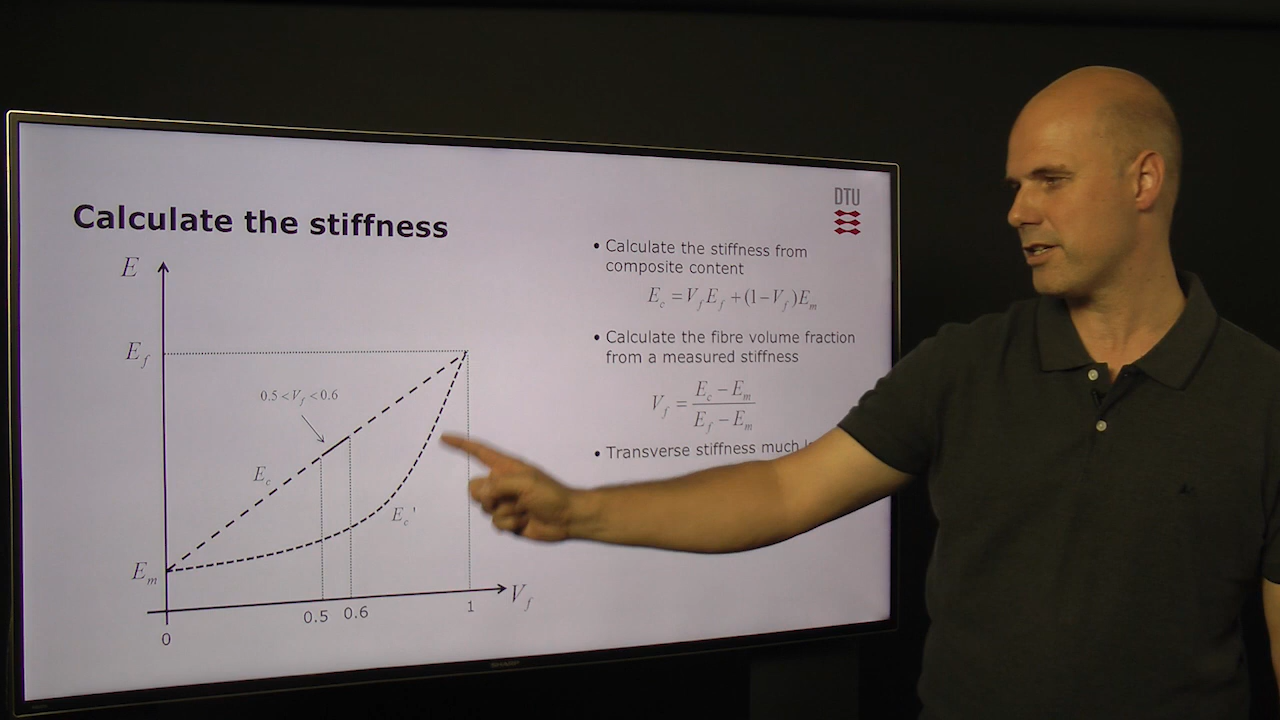 Calculate the stiffness
DTU
E
E_f
0.5 < V_f < 0.6
E_c
E_c'
E_m
0
0.5
0.6
1
V_f
• Calculate the stiffness from
composite content
E_c = V_f E_f + (1 − V_f) E_m
• Calculate the fibre volume fraction
from a measured stiffness
V_f = (E_c − E_m) / (E_f − E_m)
• Transverse stiffness much
SHARP